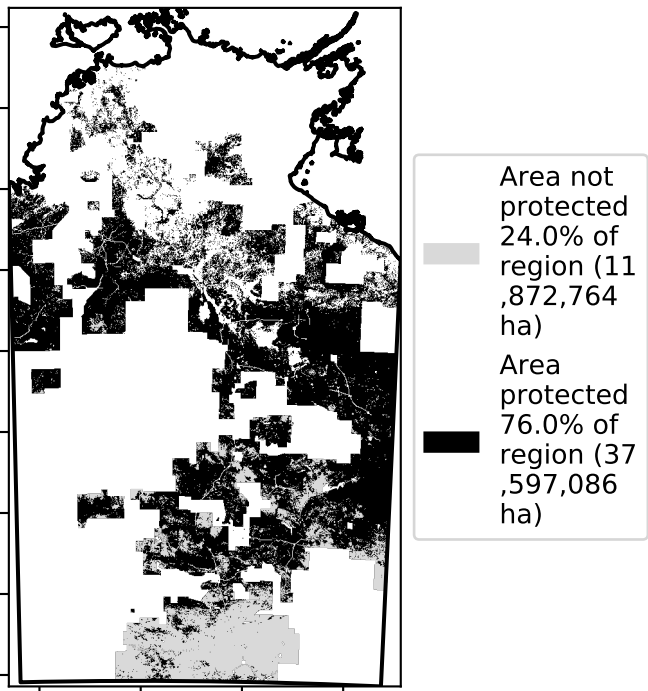 Area not
protected
24.0% of
region (11
,872,764
ha)
Area
protected
76.0% of
region (37
,597,086
ha)